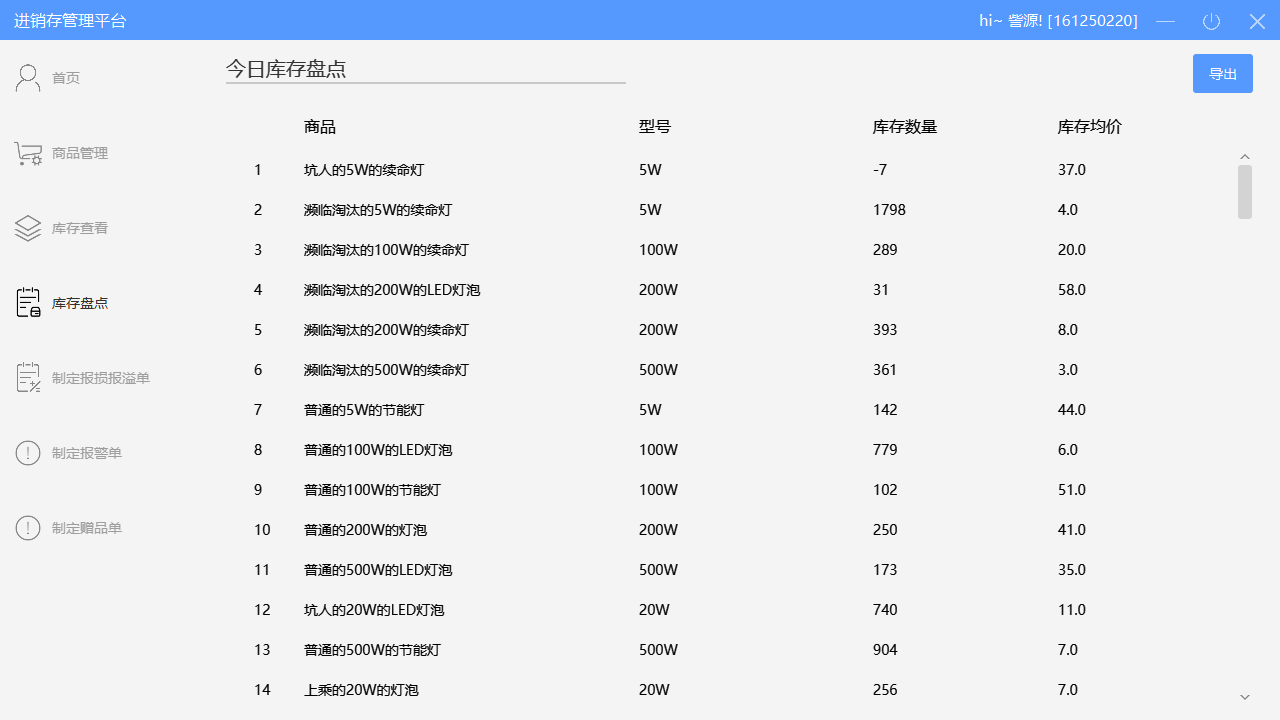 进销存管理平台
hi~ 訾源! [161250220]
首页
商品管理
库存查看
库存盘点
制定报损报溢单
制定报警单
制定赠品单
今日库存盘点
导出
商品 型号 库存数量 库存均价
1 坑人的5W的续命灯 5W -7 37.0
2 濒临淘汰的5W的续命灯 5W 1798 4.0
3 濒临淘汰的100W的续命灯 100W 289 20.0
4 濒临淘汰的200W的LED灯泡 200W 31 58.0
5 濒临淘汰的200W的续命灯 200W 393 8.0
6 濒临淘汰的500W的续命灯 500W 361 3.0
7 普通的5W的节能灯 5W 142 44.0
8 普通的100W的LED灯泡 100W 779 6.0
9 普通的100W的节能灯 100W 102 51.0
10 普通的200W的灯泡 200W 250 41.0
11 普通的500W的LED灯泡 500W 173 35.0
12 坑人的20W的LED灯泡 20W 740 11.0
13 普通的500W的节能灯 500W 904 7.0
14 上乘的20W的灯泡 20W 256 7.0